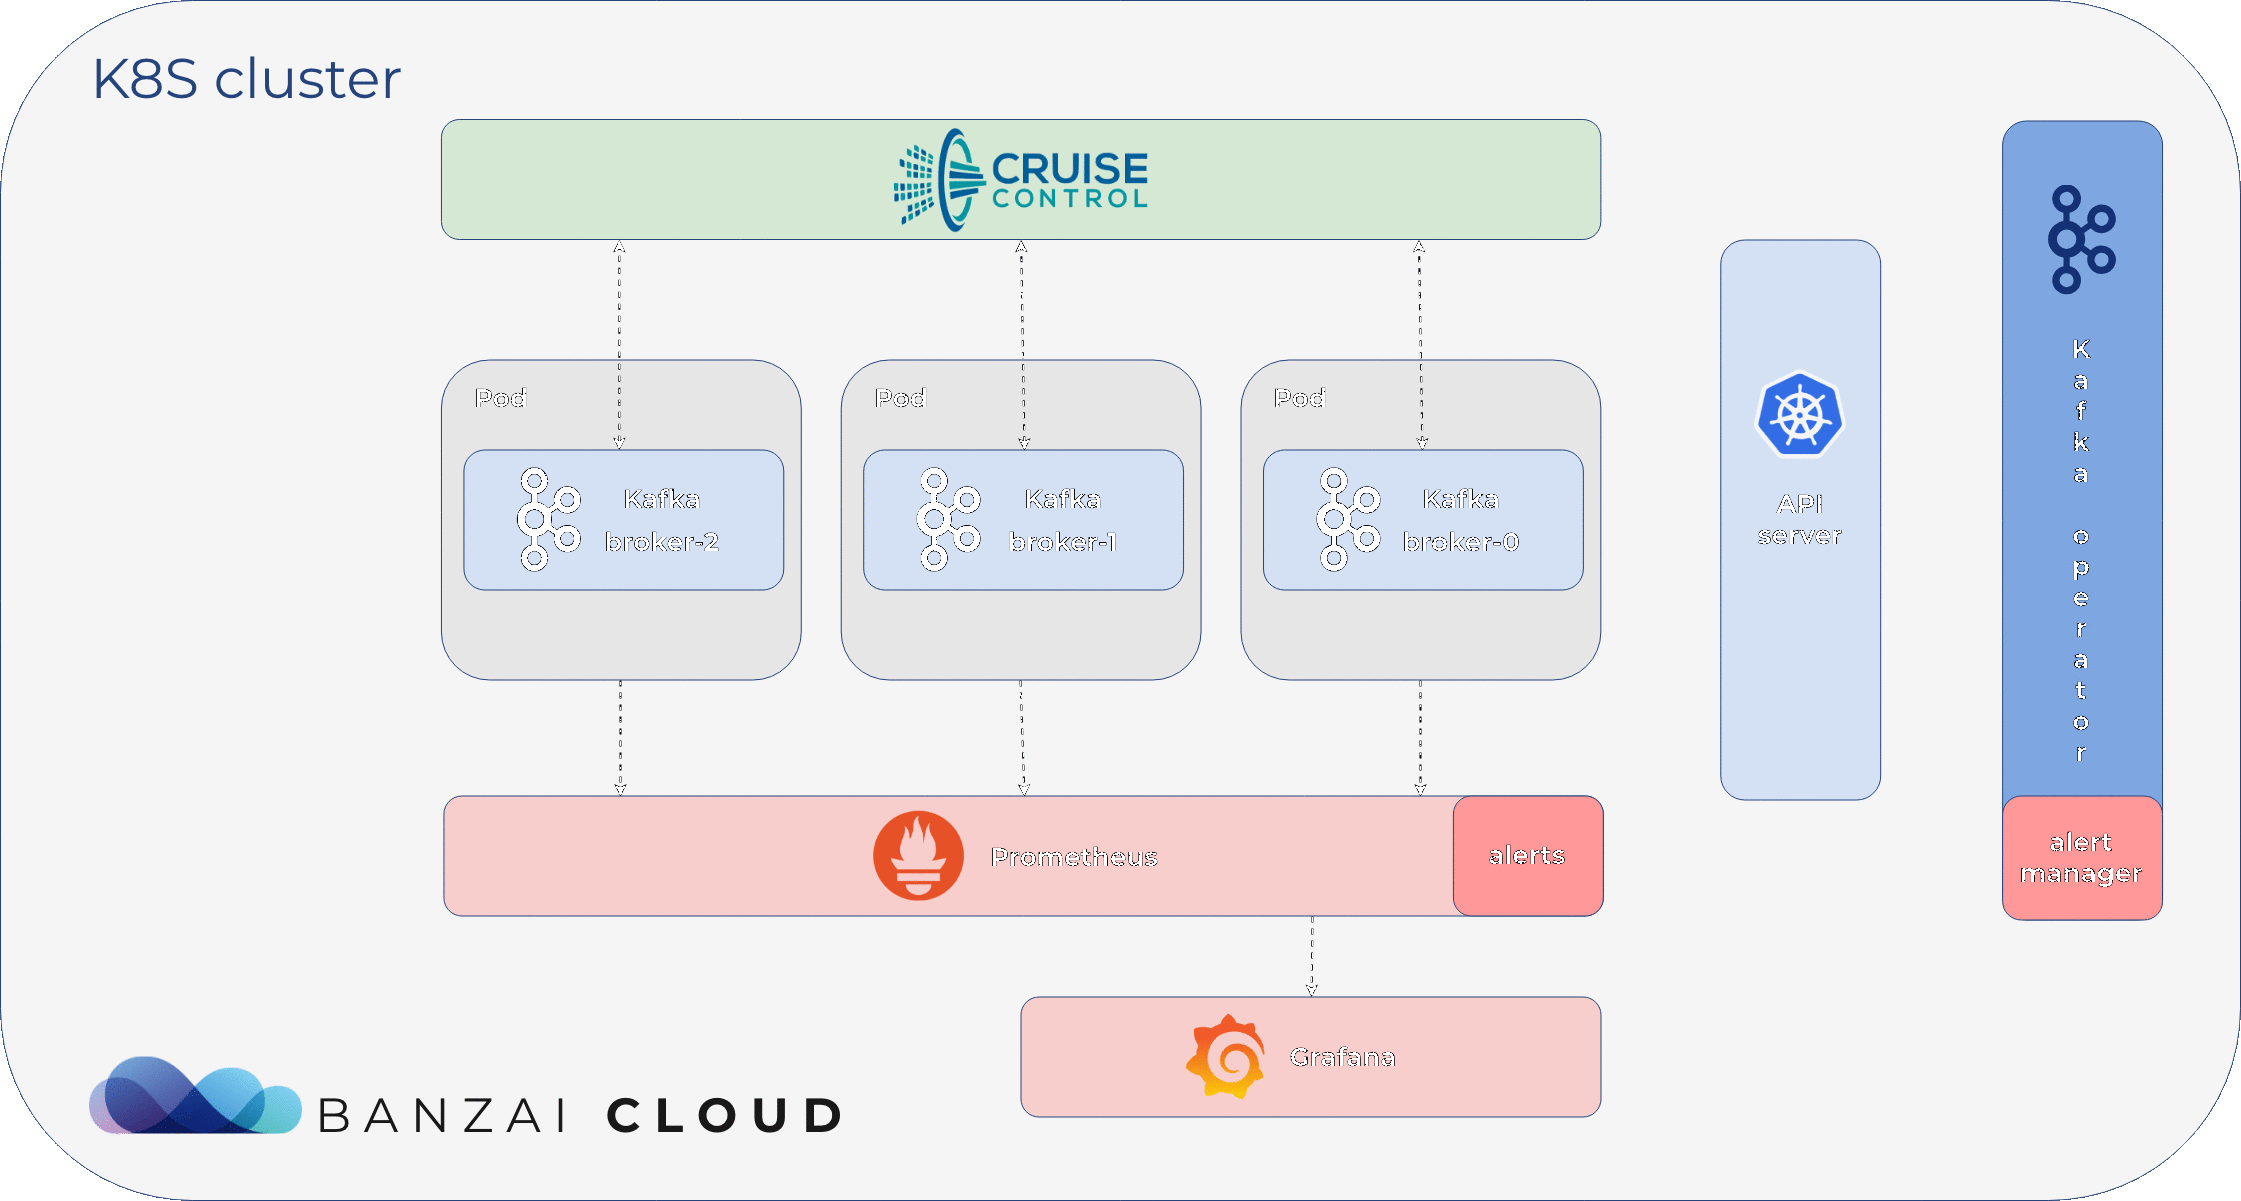 K8S cluster
CRUISE
CONTROL
Pod
Pod
Pod
Kafka
broker-2
Kafka
broker-1
Kafka
broker-0
API
server
Kafka operator
Prometheus
alerts
alert
manager
Grafana
BANZAI CLOUD